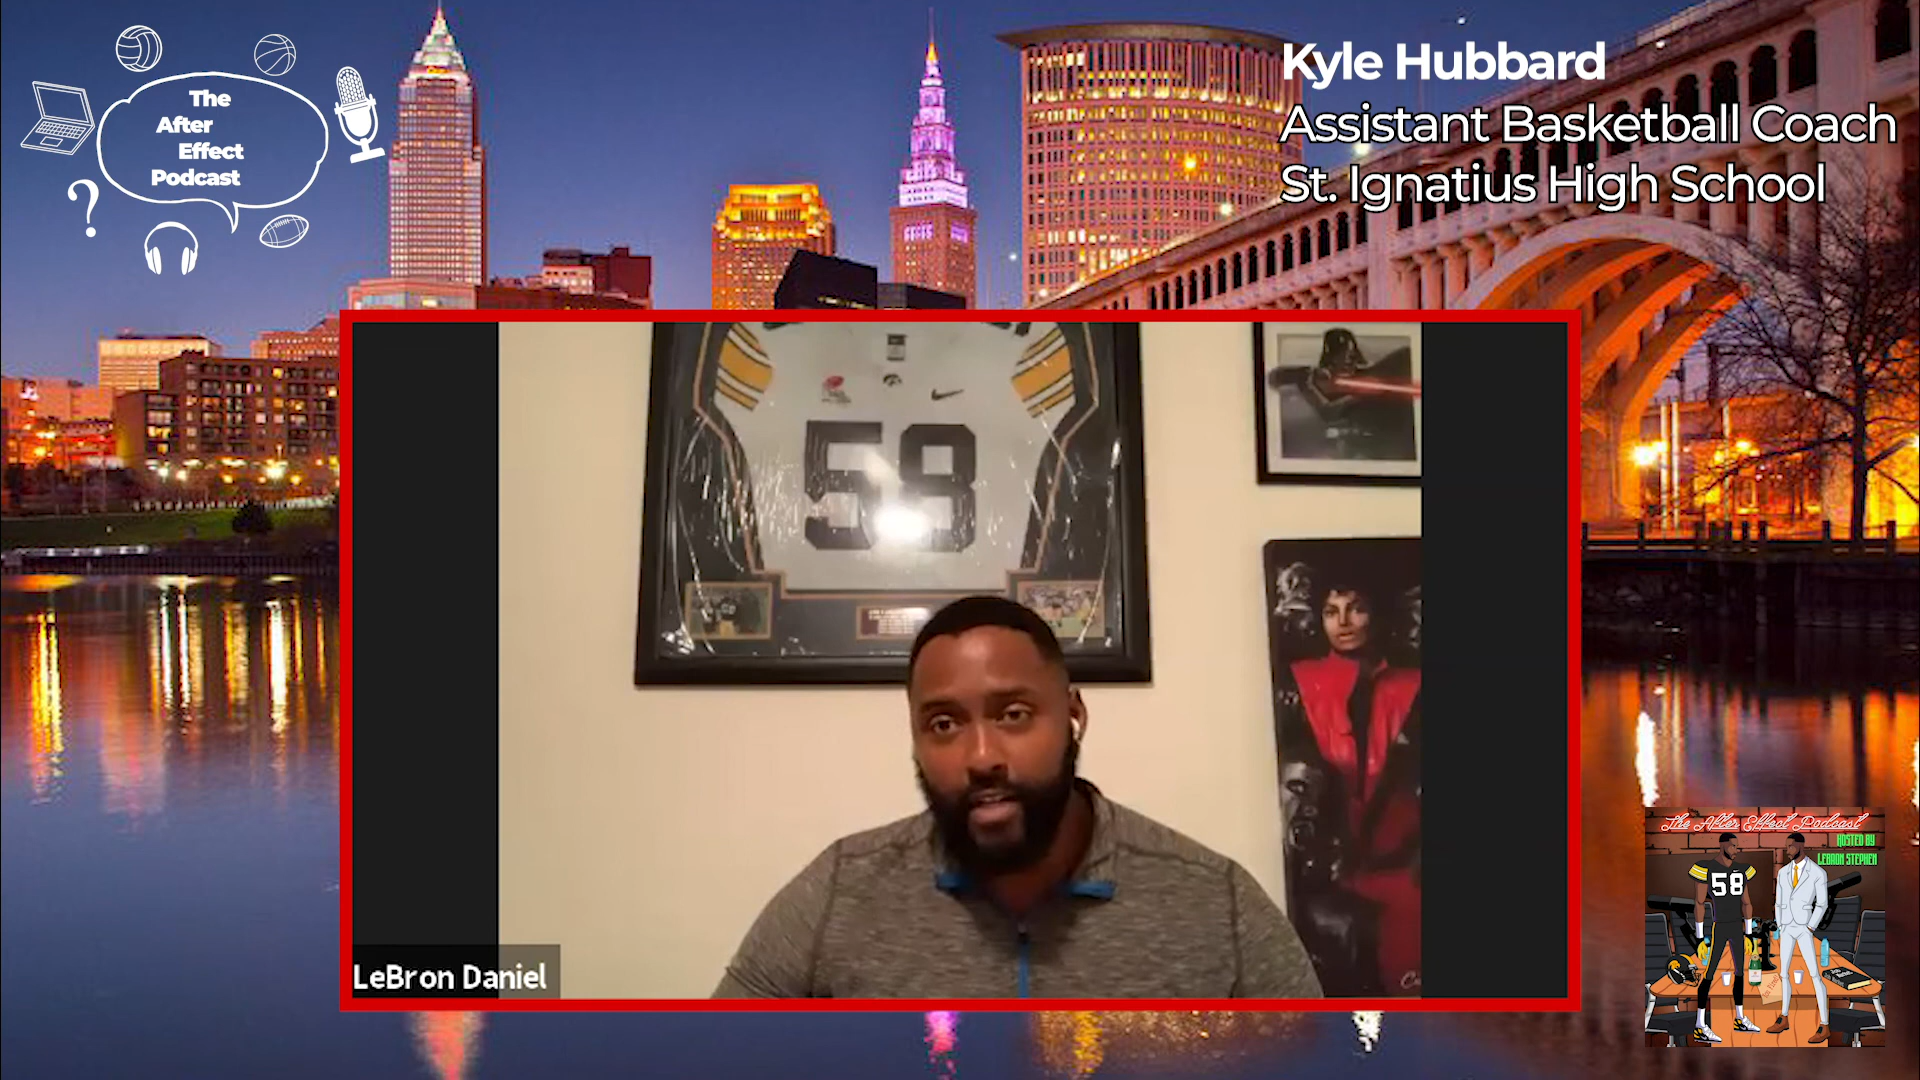 The
After
Effect
Podcast
Kyle Hubbard
Assistant Basketball Coach
St. Ignatius High School
58
LeBron Daniel
The After Effect Podcast
HOSTED BY
LEBRON STEPHEN
58